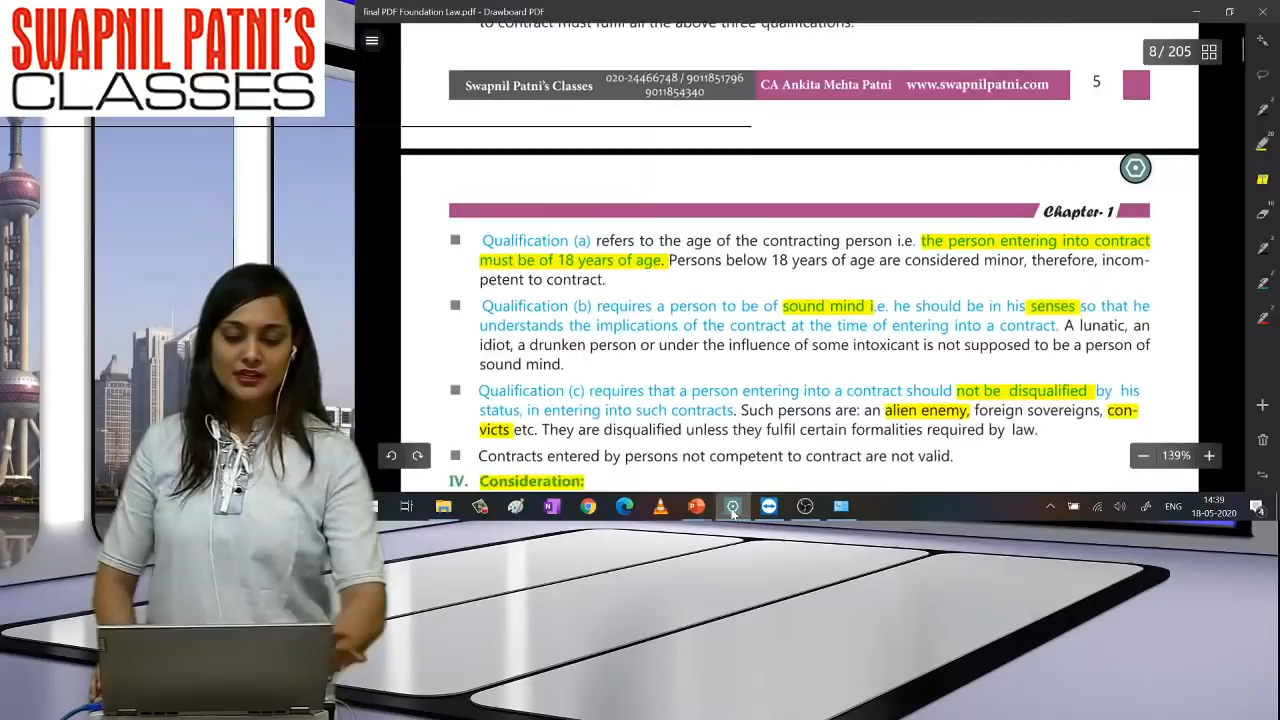 SWAPNIL PATNI'S
CLASSES
final PDF Foundation Law.pdf - Drawboard PDF
to contract must fulfil all the above three qualifications.
8 / 205
Swapnil Patni's Classes
020-24466748 / 9011851796
9011854340
CA Ankita Mehta Patni www.swapnilpatni.com
5
Chapter- 1
Qualification (a) refers to the age of the contracting person i.e. the person entering into contract
must be of 18 years of age. Persons below 18 years of age are considered minor, therefore, incom-
petent to contract.
Qualification (b) requires a person to be of sound mind i.e. he should be in his senses so that he
understands the implications of the contract at the time of entering into a contract. A lunatic, an
idiot, a drunken person or under the influence of some intoxicant is not supposed to be a person of
sound mind.
Qualification (c) requires that a person entering into a contract should not be disqualified by his
status, in entering into such contracts. Such persons are: an alien enemy, foreign sovereigns, con-
victs etc. They are disqualified unless they fulfil certain formalities required by law.
Contracts entered by persons not competent to contract are not valid.
139%
IV. Consideration:
ENG
14:39
18-05-2020